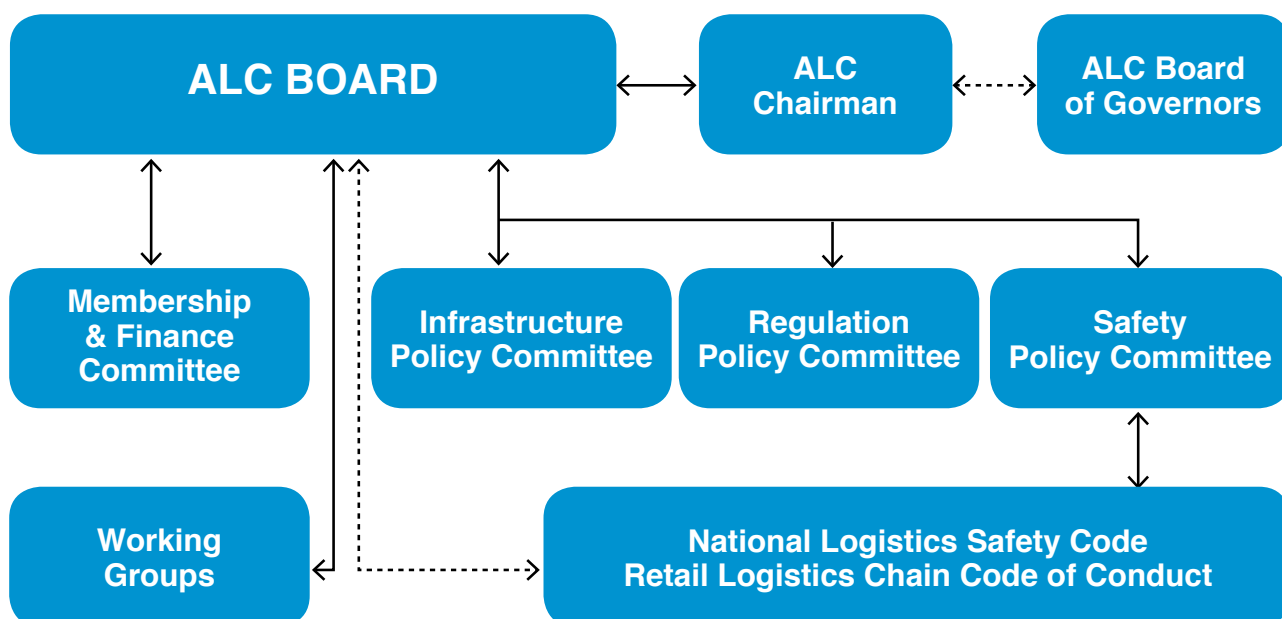 ALC BOARD
ALC
Chairman
ALC Board
of Governors
Membership
& Finance
Committee
Infrastructure
Policy Committee
Regulation
Policy Committee
Safety
Policy Committee
Working
Groups
National Logistics Safety Code
Retail Logistics Chain Code of Conduct